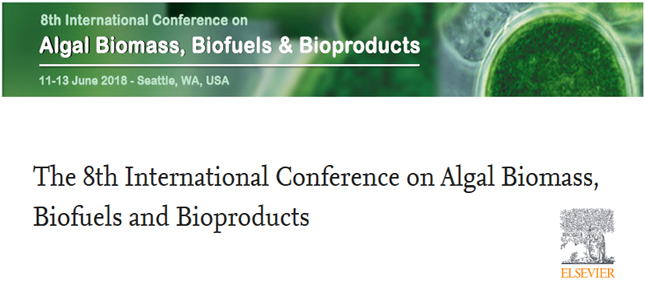 8th International Conference on
Algal Biomass, Biofuels & Bioproducts
11-13 June 2018 - Seattle, WA, USA
The 8th International Conference on Algal Biomass,
Biofuels and Bioproducts
ELSEVIER